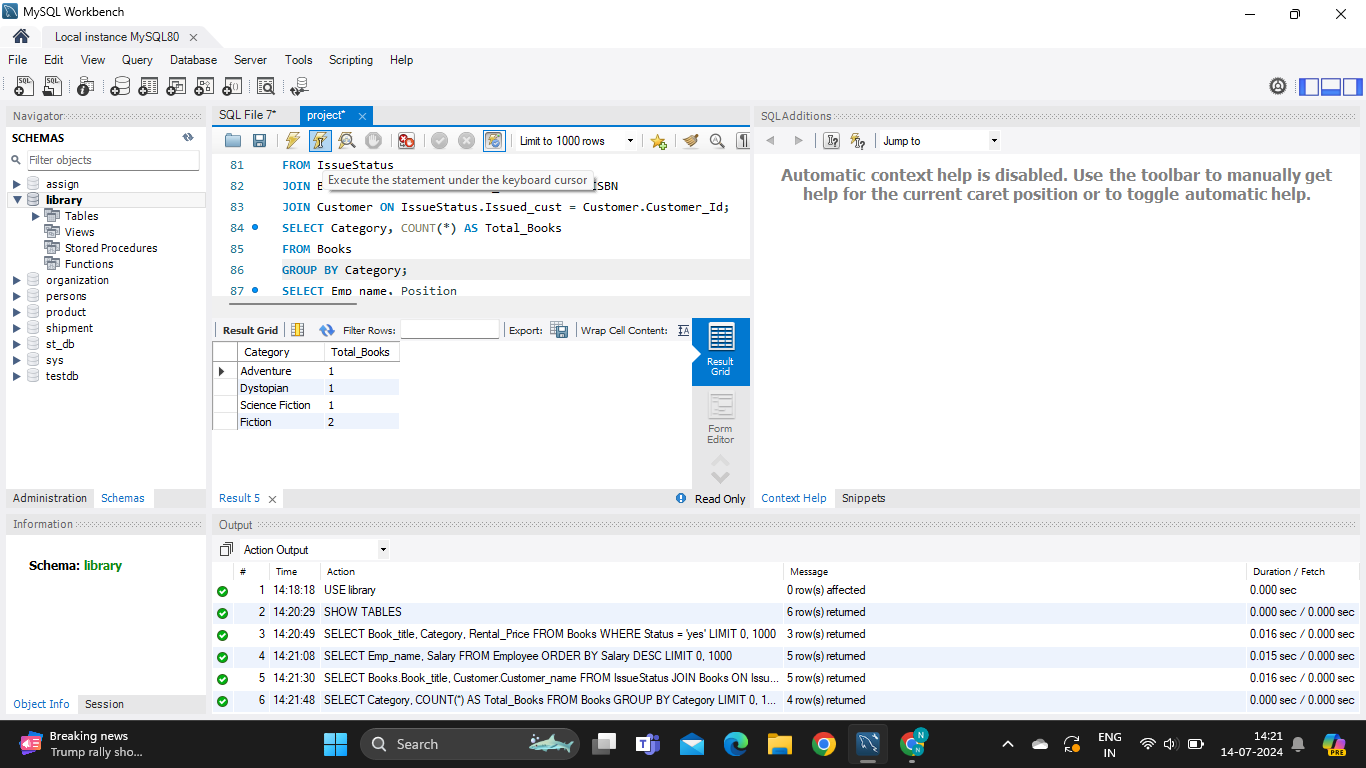 MySQL Workbench
Local instance MySQL80
File Edit View Query Database Server Tools Scripting Help
Navigator
SCHEMAS
Filter objects
assign
library
Tables
Views
Stored Procedures
Functions
organization
persons
product
shipment
st_db
sys
testdb
Administration Schemas
Information
Schema: library
Object Info Session
SQL File 7* project*
Limit to 1000 rows
81 FROM IssueStatus
Execute the statement under the keyboard cursor
82 JOIN B ISBN
83 JOIN Customer ON IssueStatus.Issued_cust = Customer.Customer_Id;
84 SELECT Category, COUNT(*) AS Total_Books
85 FROM Books
86 GROUP BY Category;
87 SELECT Emp_name, Position
Result Grid Filter Rows: Export: Wrap Cell Content:
Category Total_Books
Adventure 1
Dystopian 1
Science Fiction 1
Fiction 2
Result
Grid
Form
Editor
Result 5 Read Only
SQLAdditions
Jump to
Automatic context help is disabled. Use the toolbar to manually get
help for the current caret position or to toggle automatic help.
Context Help Snippets
Output
Action Output
# Time Action Message Duration / Fetch
1 14:18:18 USE library 0 row(s) affected 0.000 sec
2 14:20:29 SHOW TABLES 6 row(s) returned 0.000 sec / 0.000 sec
3 14:20:49 SELECT Book_title, Category, Rental_Price FROM Books WHERE Status = 'yes' LIMIT 0, 1000 3 row(s) returned 0.016 sec / 0.000 sec
4 14:21:08 SELECT Emp_name, Salary FROM Employee ORDER BY Salary DESC LIMIT 0, 1000 5 row(s) returned 0.015 sec / 0.000 sec
5 14:21:30 SELECT Books.Book_title, Customer.Customer_name FROM IssueStatus JOIN Books ON Issu... 5 row(s) returned 0.016 sec / 0.000 sec
6 14:21:48 SELECT Category, COUNT(*) AS Total_Books FROM Books GROUP BY Category LIMIT 0, 1... 4 row(s) returned 0.000 sec / 0.000 sec
Breaking news
Trump rally sho...
Search
ENG
IN
14:21
14-07-2024
PRE